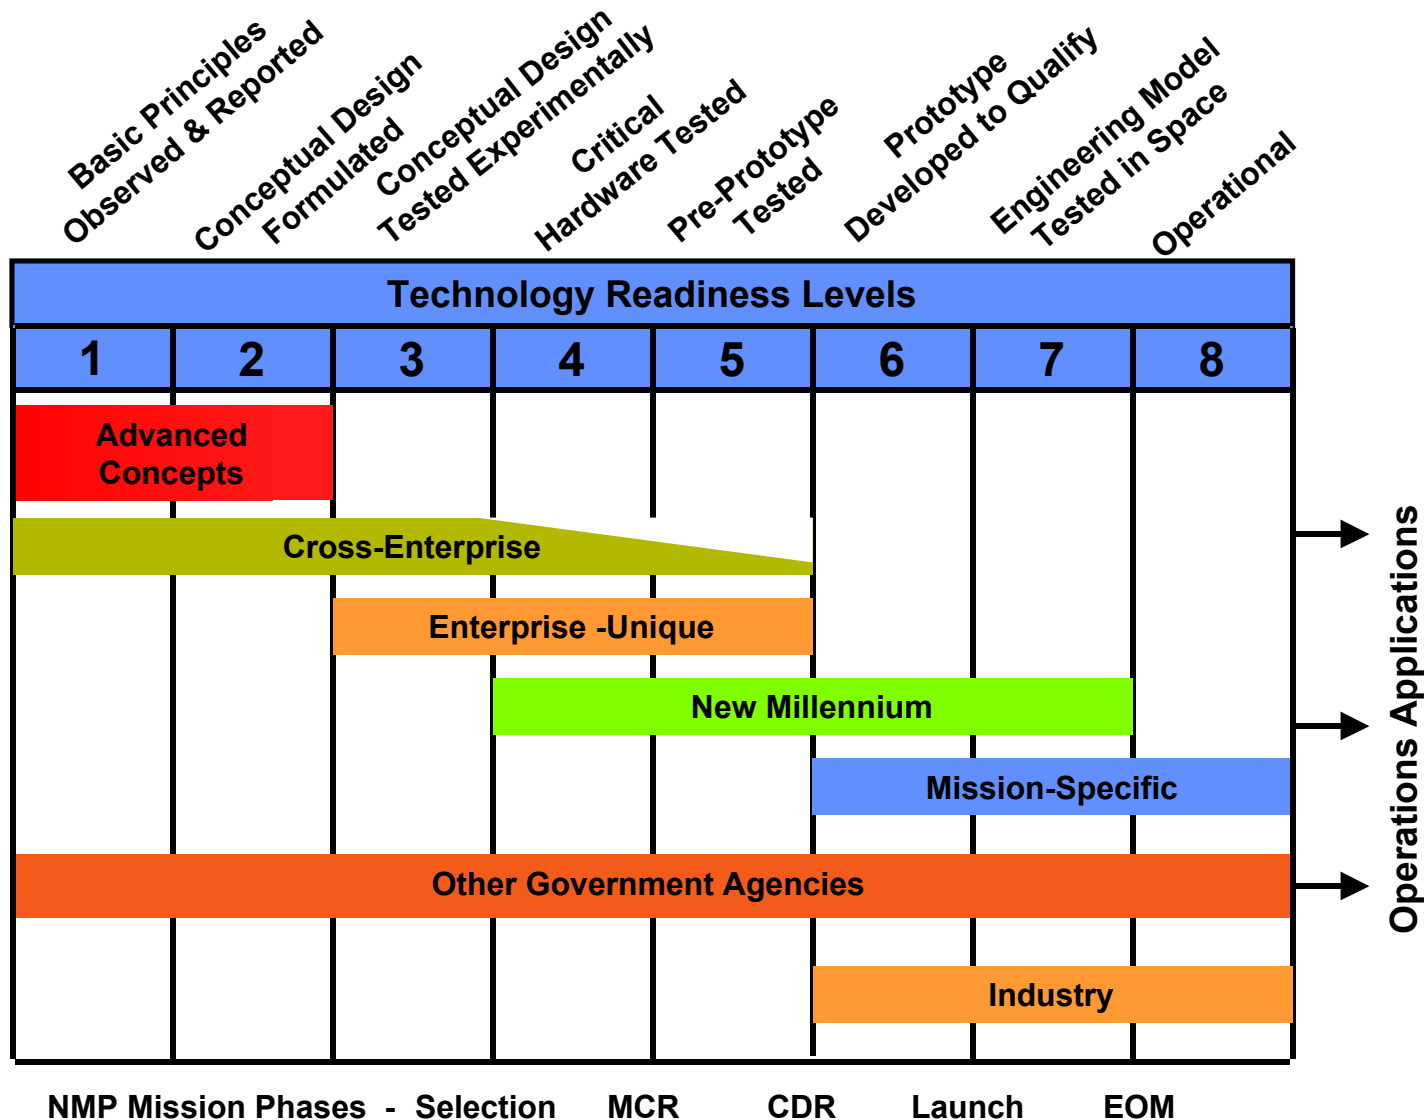 Basic Principles
Observed & Reported
Conceptual Design
Formulated
Conceptual Design
Tested Experimentally
Critical
Hardware Tested
Pre-Prototype
Tested
Prototype
Developed to Qualify
Engineering Model
Tested in Space
Operational
Technology Readiness Levels
1 2 3 4 5 6 7 8
Advanced
Concepts
Cross-Enterprise
Enterprise -Unique
New Millennium
Mission-Specific
Other Government Agencies
Industry
Operations Applications
NMP Mission Phases - Selection MCR CDR Launch EOM